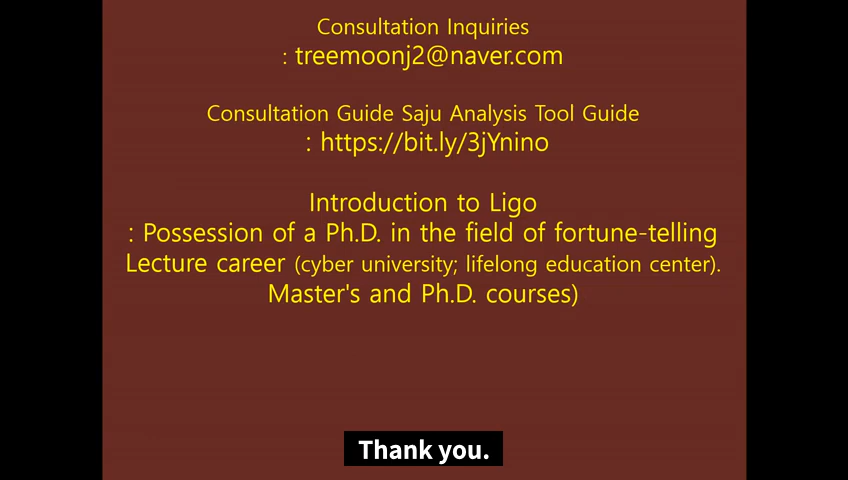 Consultation Inquiries
: treemoonj2@naver.com
Consultation Guide Saju Analysis Tool Guide
: https://bit.ly/3jYnino
Introduction to Ligo
: Possession of a Ph.D. in the field of fortune-telling
Lecture career (cyber university; lifelong education center).
Master's and Ph.D. courses)
Thank you.